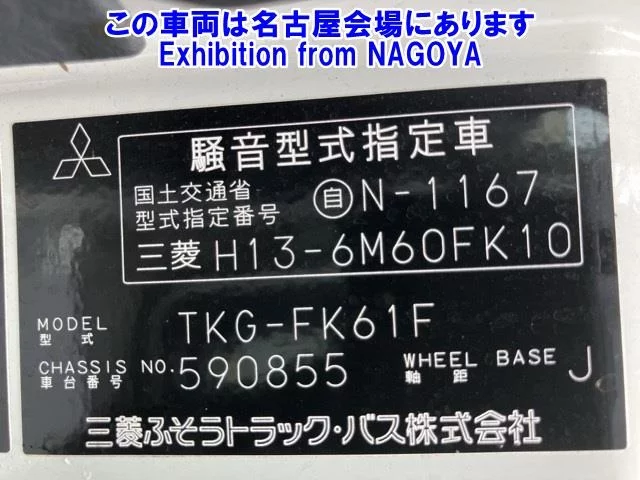 この車両は名古屋会場にあります
Exhibition from NAGOYA
騒音型式指定車
国土交通省
型式指定番号 自 N-1167
三菱 H13-6M60FK10
MODEL
型式 TKG-FK61F
CHASSIS NO.
車台番号 590855 WHEEL BASE
軸距 J
三菱ふそうトラック・バス株式会社